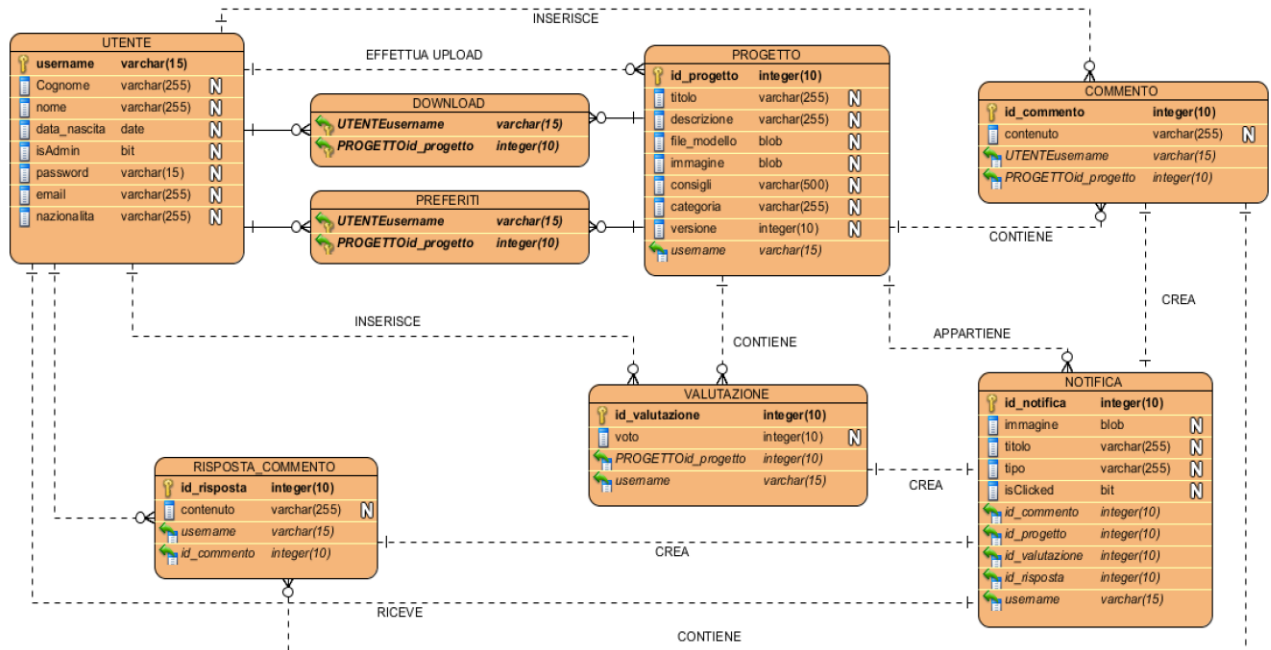 INSERISCE
UTENTE
username varchar(15)
Cognome varchar(255) N
nome varchar(255) N
data_nascita date N
isAdmin bit N
password varchar(15) N
email varchar(255) N
nazionalita varchar(255) N
EFFETTUA UPLOAD
DOWNLOAD
UTENTEusername varchar(15)
PROGETTOid_progetto integer(10)
PREFERITI
UTENTEusername varchar(15)
PROGETTOid_progetto integer(10)
PROGETTO
id_progetto integer(10)
titolo varchar(255) N
descrizione varchar(255) N
file_modello blob N
immagine blob N
consigli varchar(500) N
categoria varchar(255) N
versione integer(10) N
username varchar(15)
COMMENTO
id_commento integer(10)
contenuto varchar(255) N
UTENTEusername varchar(15)
PROGETTOid_progetto integer(10)
CONTIENE
CREA
INSERISCE
CONTIENE
APPARTIENE
VALUTAZIONE
id_valutazione integer(10)
voto integer(10) N
PROGETTOid_progetto integer(10)
username varchar(15)
CREA
NOTIFICA
id_notifica integer(10)
immagine blob N
titolo varchar(255) N
tipo varchar(255) N
isClicked bit N
id_commento integer(10)
id_progetto integer(10)
id_valutazione integer(10)
id_risposta integer(10)
username varchar(15)
RISPOSTA_COMMENTO
id_risposta integer(10)
contenuto varchar(255) N
username varchar(15)
id_commento integer(10)
CREA
RICEVE
CONTIENE